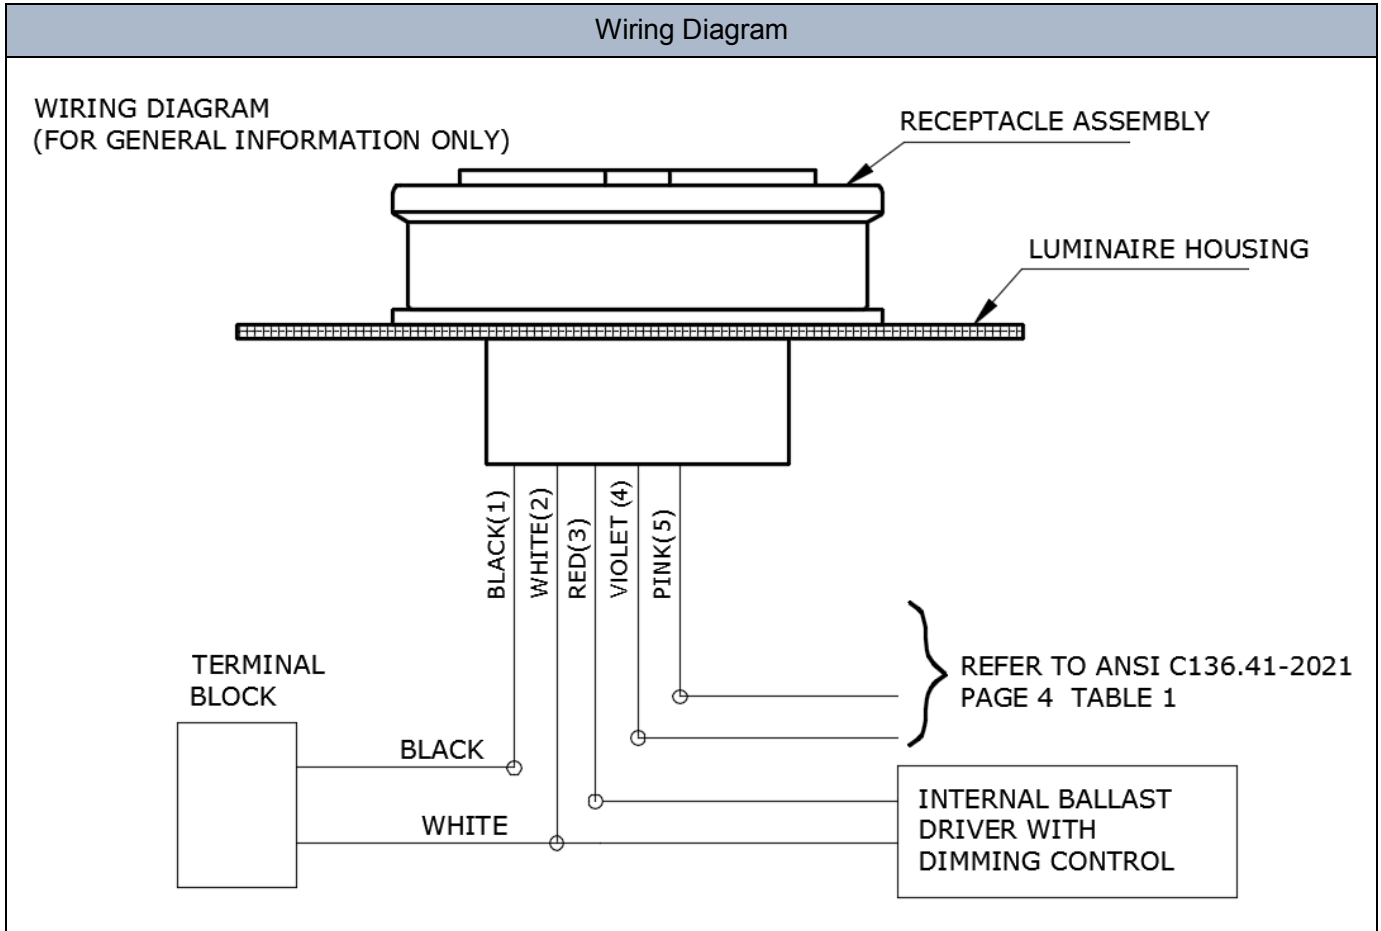 Wiring Diagram
WIRING DIAGRAM
(FOR GENERAL INFORMATION ONLY)
RECEPTACLE ASSEMBLY
LUMINAIRE HOUSING
BLACK(1)
WHITE(2)
RED(3)
VIOLET (4)
PINK(5)
REFER TO ANSI C136.41-2021
PAGE 4 TABLE 1
TERMINAL
BLOCK
BLACK
WHITE
INTERNAL BALLAST
DRIVER WITH
DIMMING CONTROL